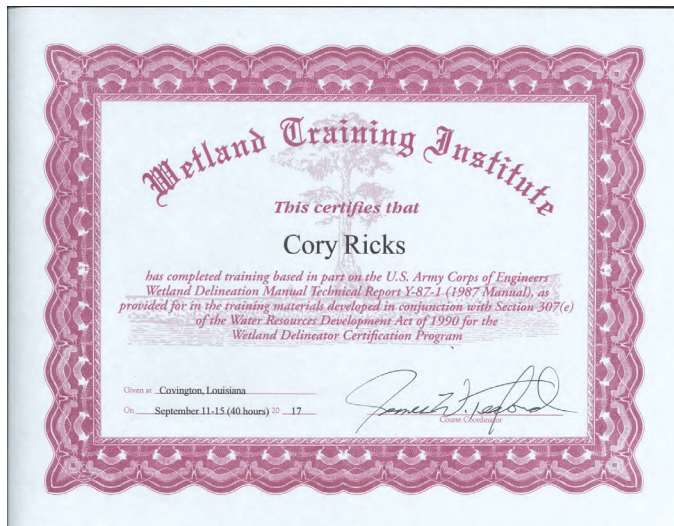 Wetland Training Institute
This certifies that
Cory Ricks
has completed training based in part on the U.S. Army Corps of Engineers
Wetland Delineation Manual Technical Report Y-87-1 (1987 Manual), as
provided for in the training materials developed in conjunction with Section 307(e)
of the Water Resources Development Act of 1990 for the
Wetland Delineator Certification Program
Given at Covington, Louisiana
On September 11-15 (40 hours) 20 17
Course Coordinator